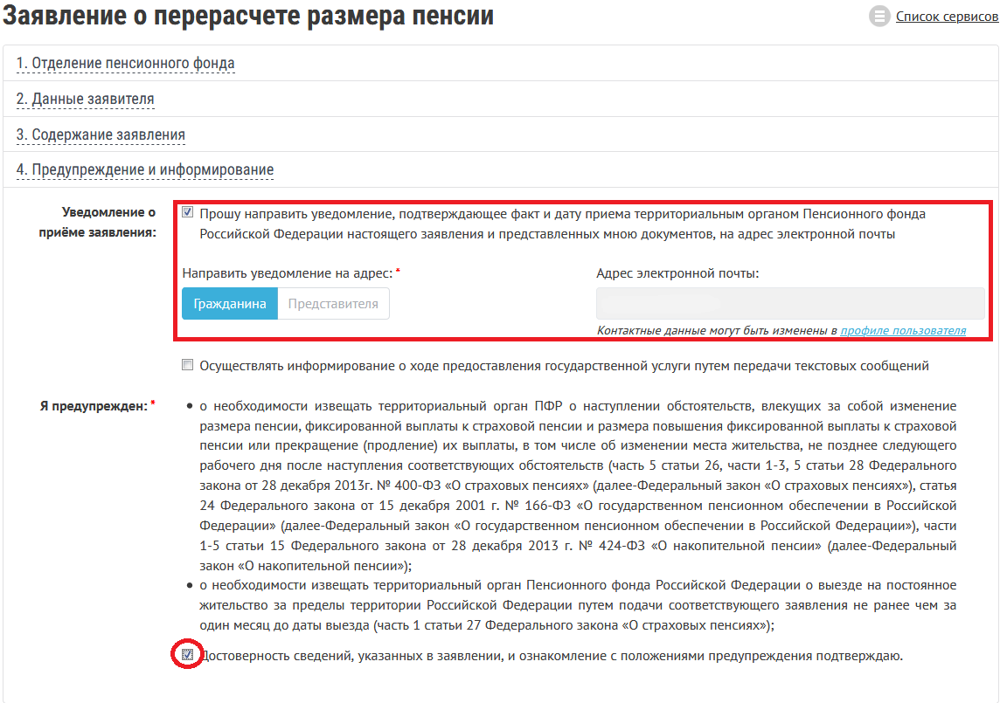 Заявление о перерасчете размера пенсии
Список сервисов
1. Отделение пенсионного фонда
2. Данные заявителя
3. Содержание заявления
4. Предупреждение и информирование
Уведомление о
приёме заявления:
Прошу направить уведомление, подтверждающее факт и дату приема территориальным органом Пенсионного фонда
Российской Федерации настоящего заявления и представленных мною документов, на адрес электронной почты
Направить уведомление на адрес: *
Адрес электронной почты:
Гражданина
Представителя
Контактные данные могут быть изменены в профиле пользователя
Осуществлять информирование о ходе предоставления государственной услуги путем передачи текстовых сообщений
Я предупрежден: *
• о необходимости извещать территориальный орган ПФР о наступлении обстоятельств, влекущих за собой изменение
размера пенсии, фиксированной выплаты к страховой пенсии и размера повышения фиксированной выплаты к страховой
пенсии или прекращение (продление) их выплаты, в том числе об изменении места жительства, не позднее следующего
рабочего дня после наступления соответствующих обстоятельств (часть 5 статьи 26, части 1-3, 5 статьи 28 Федерального
закона от 28 декабря 2013г. № 400-ФЗ «О страховых пенсиях» (далее-Федеральный закон «О страховых пенсиях»), статья
24 Федерального закона от 15 декабря 2001 г. № 166-ФЗ «О государственном пенсионном обеспечении в Российской
Федерации» (далее-Федеральный закон «О государственном пенсионном обеспечении в Российской Федерации»), части
1-5 статьи 15 Федерального закона от 28 декабря 2013 г. № 424-ФЗ «О накопительной пенсии» (далее-Федеральный
закон «О накопительной пенсии»);
• о необходимости извещать территориальный орган Пенсионного фонда Российской Федерации о выезде на постоянное
жительство за пределы территории Российской Федерации путем подачи соответствующего заявления не ранее чем за
один месяц до даты выезда (часть 1 статьи 27 Федерального закона «О страховых пенсиях»);
Достоверность сведений, указанных в заявлении, и ознакомление с положениями предупреждения подтверждаю.